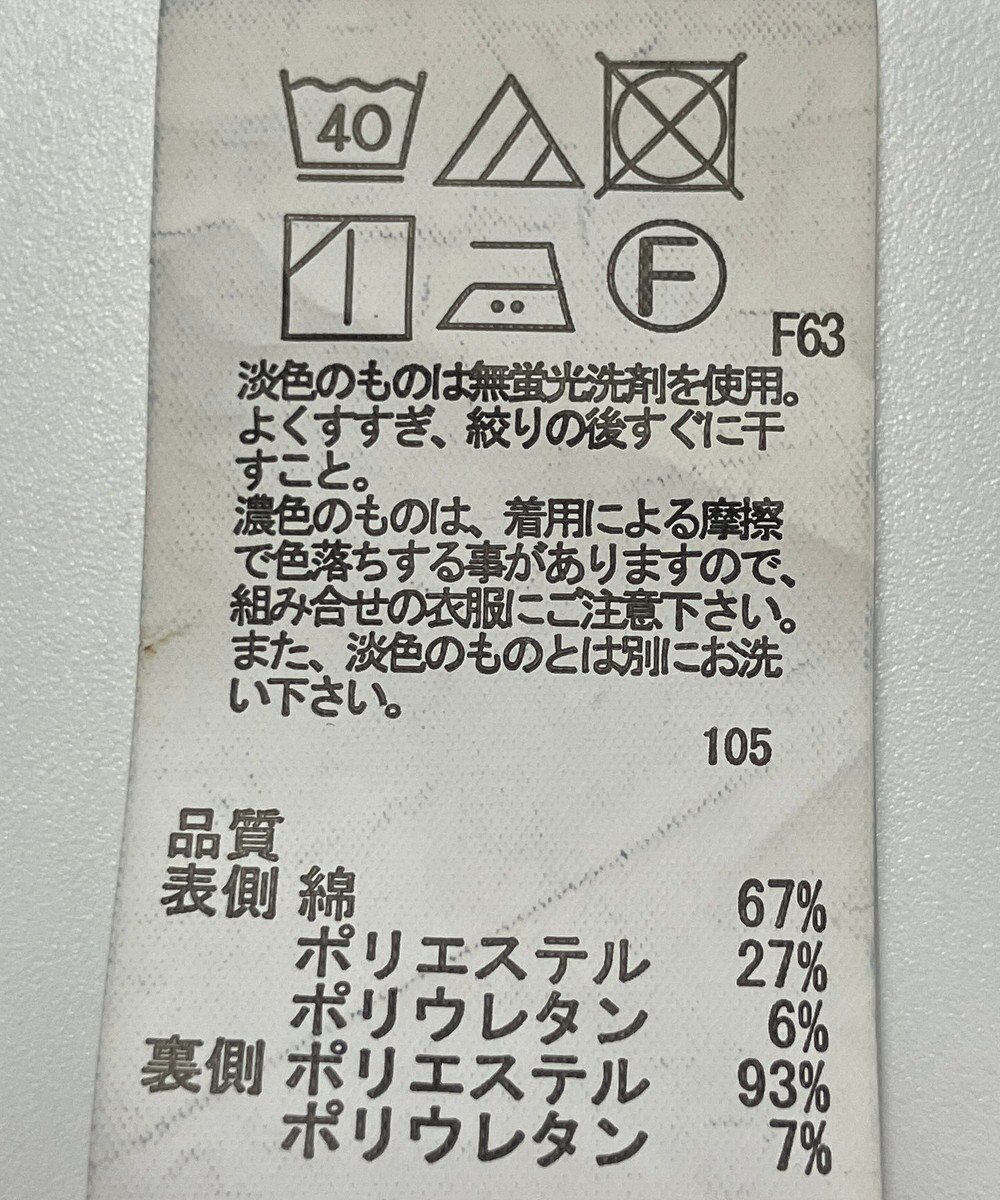 40
F
F63
淡色のものは無蛍光洗剤を使用。
よくすすぎ、絞りの後すぐに干
すこと。
濃色のものは、着用による摩擦
で色落ちする事がありますので、
組み合せの衣服にご注意下さい。
また、淡色のものとは別にお洗
い下さい。
105
品質
表側 綿 67%
ポリエステル 27%
ポリウレタン 6%
裏側 ポリエステル 93%
ポリウレタン 7%